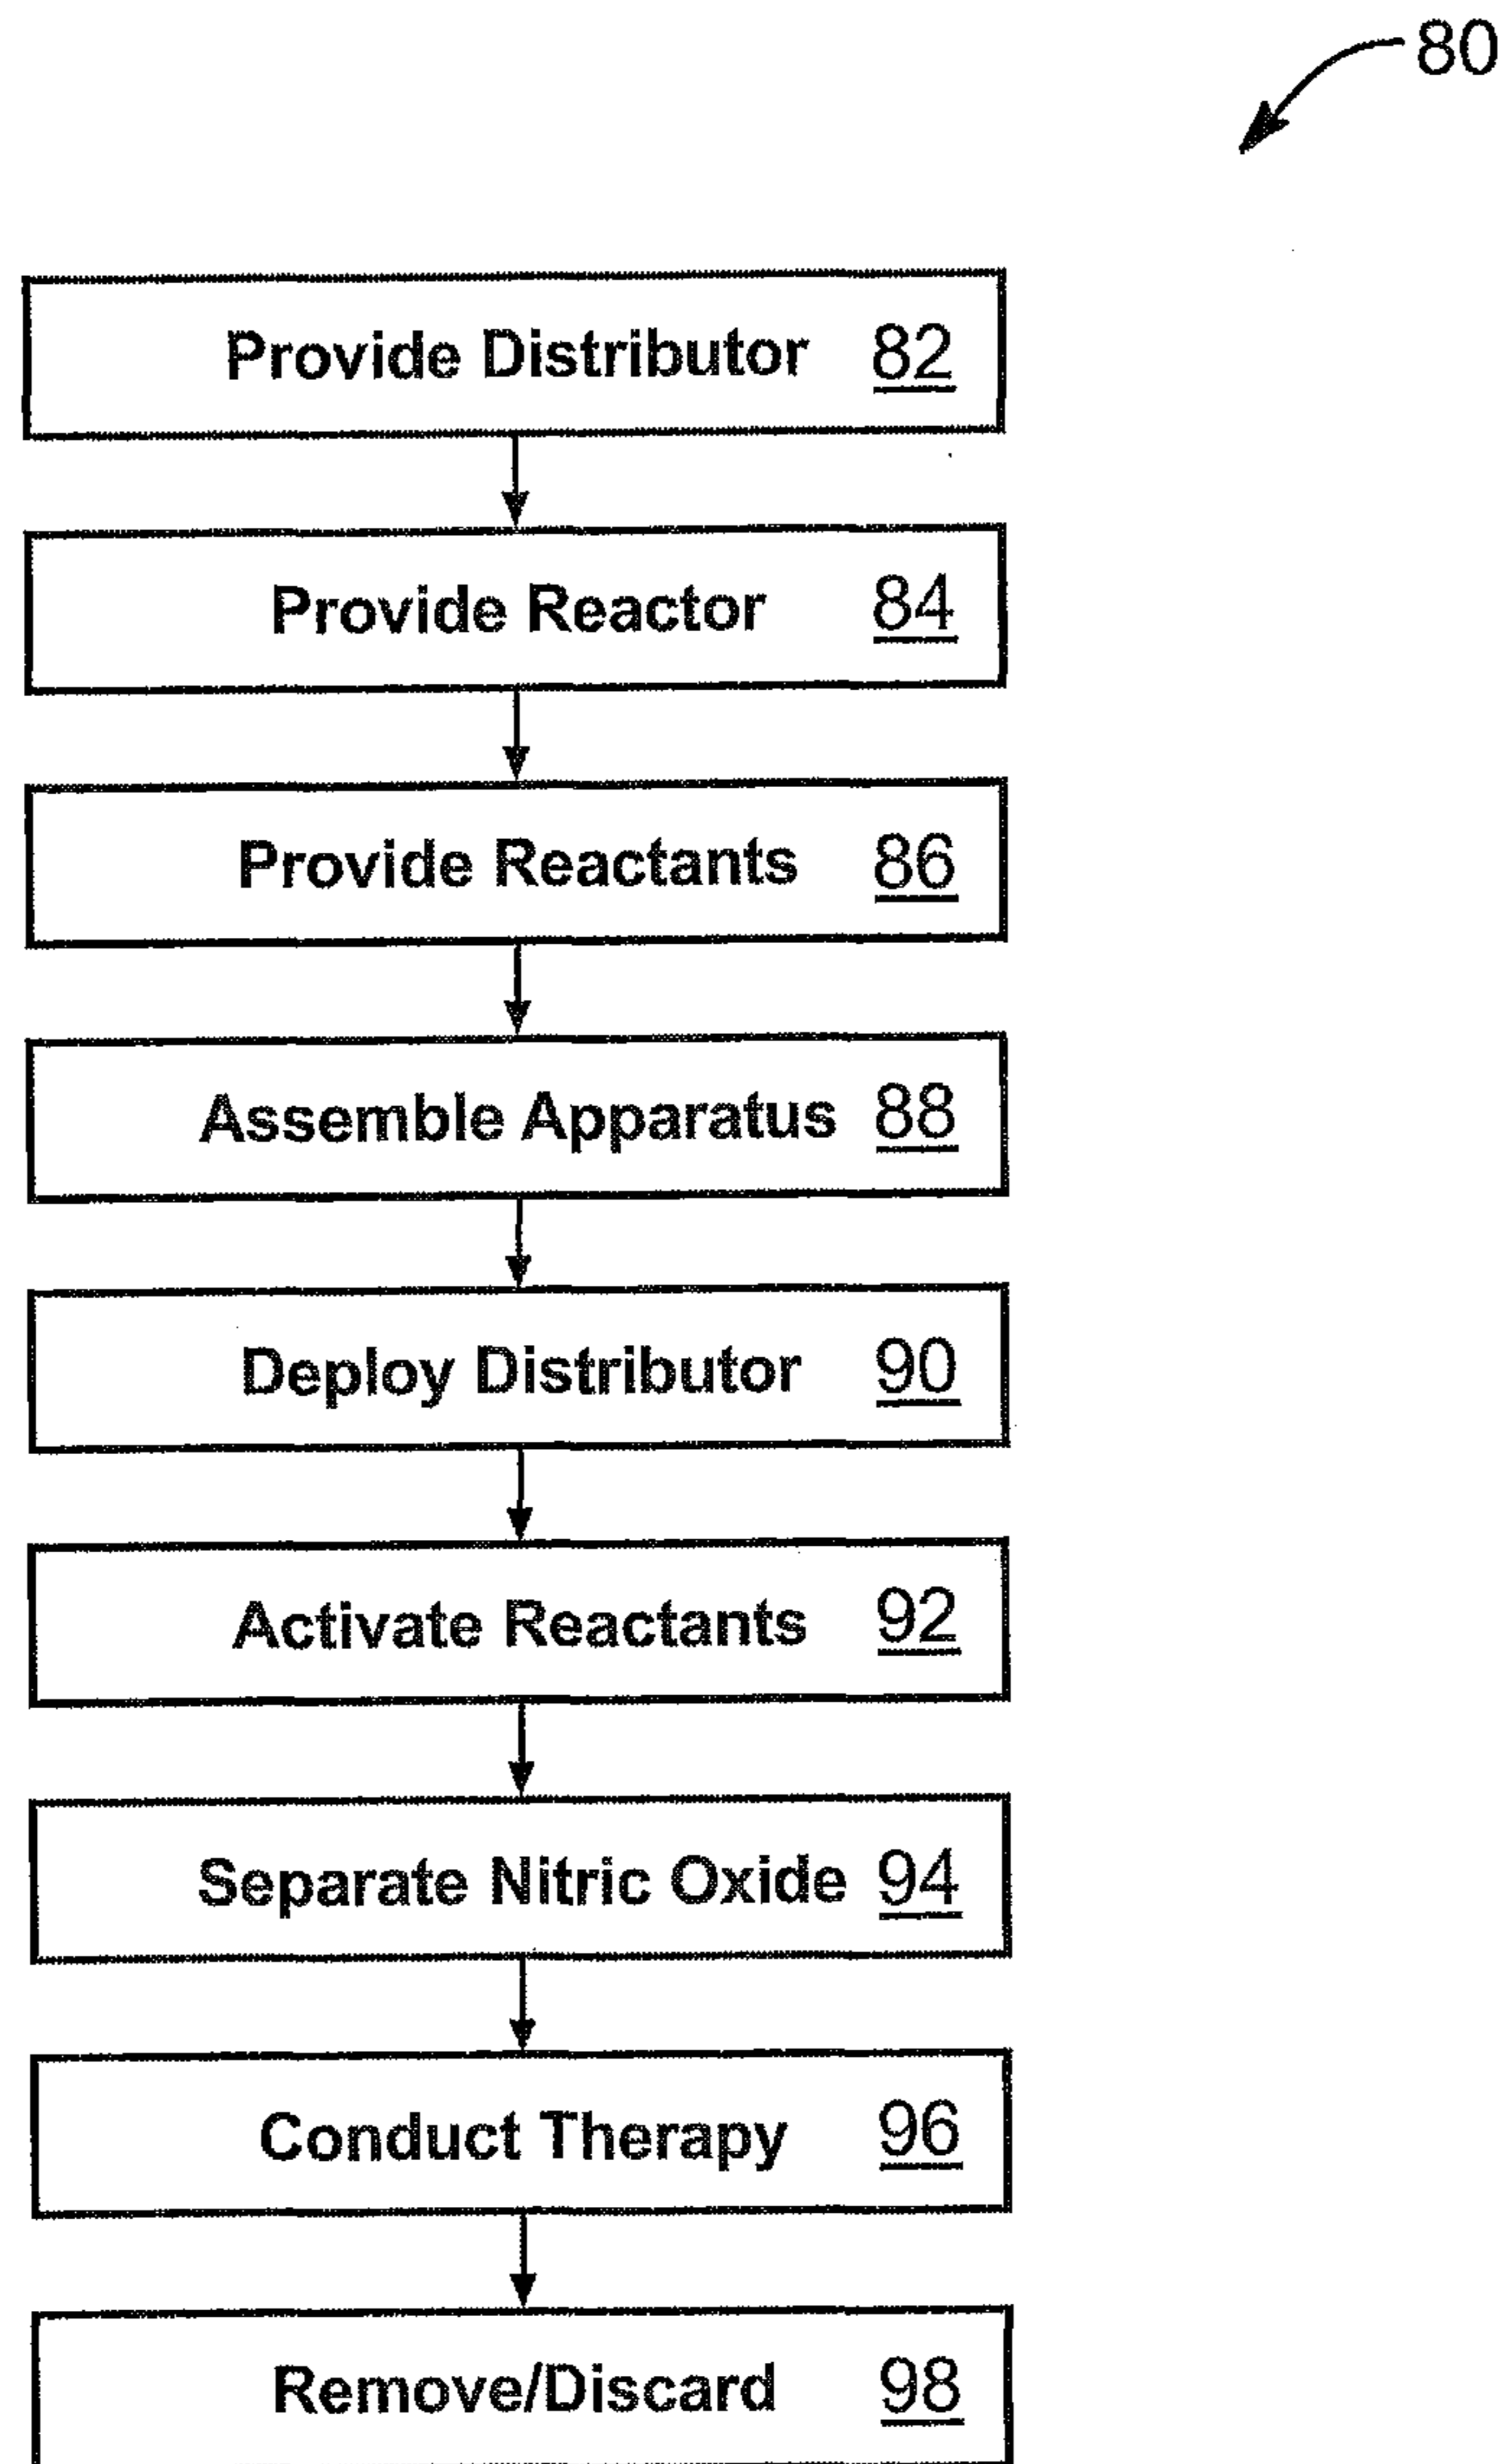 80
Provide Distributor 82
Provide Reactor 84
Provide Reactants 86
Assemble Apparatus 88
Deploy Distributor 90
Activate Reactants 92
Separate Nitric Oxide 94
Conduct Therapy 96
Remove/Discard 98